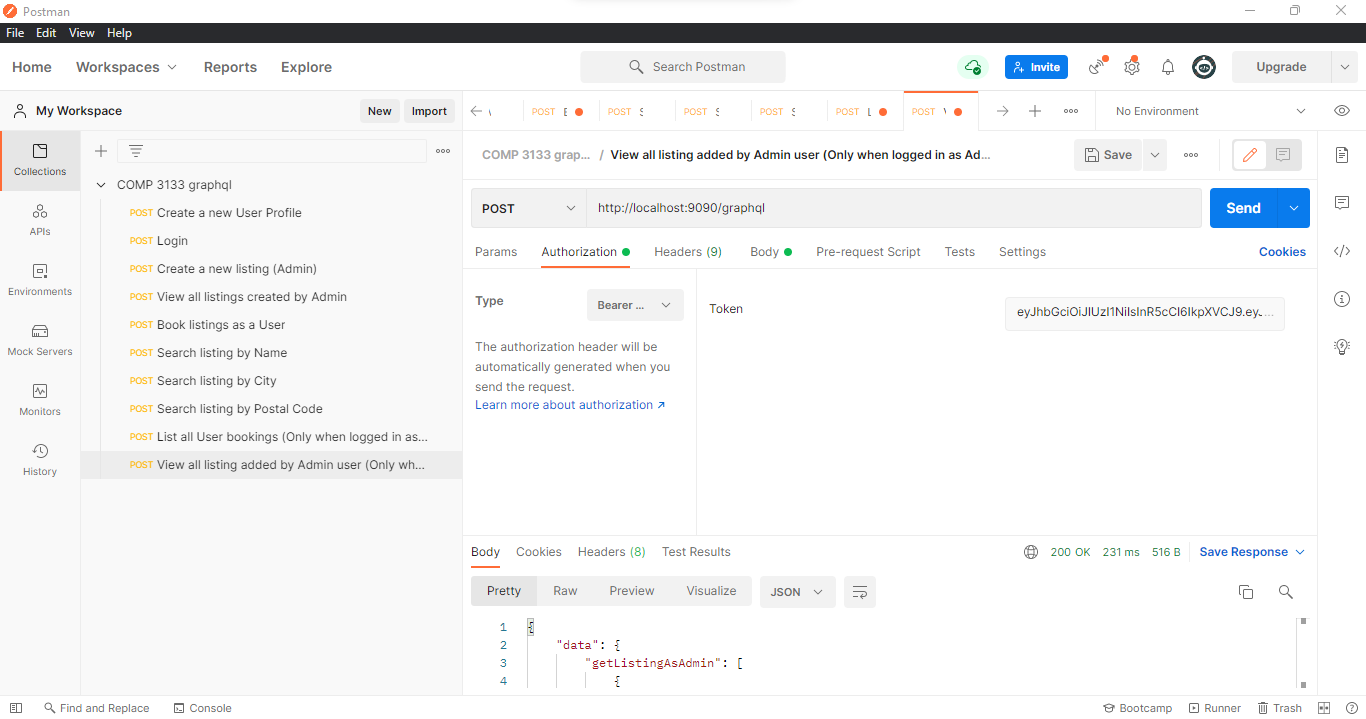 Postman
File Edit View Help
Home Workspaces Reports Explore Search Postman Invite Upgrade
My Workspace New Import
POST POST POST POST POST POST No Environment
Collections
APIs
Environments
Mock Servers
Monitors
History
COMP 3133 graphql
POST Create a new User Profile
POST Login
POST Create a new listing (Admin)
POST View all listings created by Admin
POST Book listings as a User
POST Search listing by Name
POST Search listing by City
POST Search listing by Postal Code
POST List all User bookings (Only when logged in as...
POST View all listing added by Admin user (Only wh...
COMP 3133 grap... / View all listing added by Admin user (Only when logged in as Ad... Save
POST http://localhost:9090/graphql Send
Params Authorization Headers (9) Body Pre-request Script Tests Settings Cookies
Type Bearer ...
The authorization header will be
automatically generated when you
send the request.
Learn more about authorization ↗
Token eyJhbGciOiJIUzI1NiIsInR5cCI6IkpXVCJ9.ey...
Body Cookies Headers (8) Test Results 200 OK 231 ms 516 B Save Response
Pretty Raw Preview Visualize JSON
1 {
2 "data": {
3 "getListingAsAdmin": [
4 {
Find and Replace Console Bootcamp Runner Trash